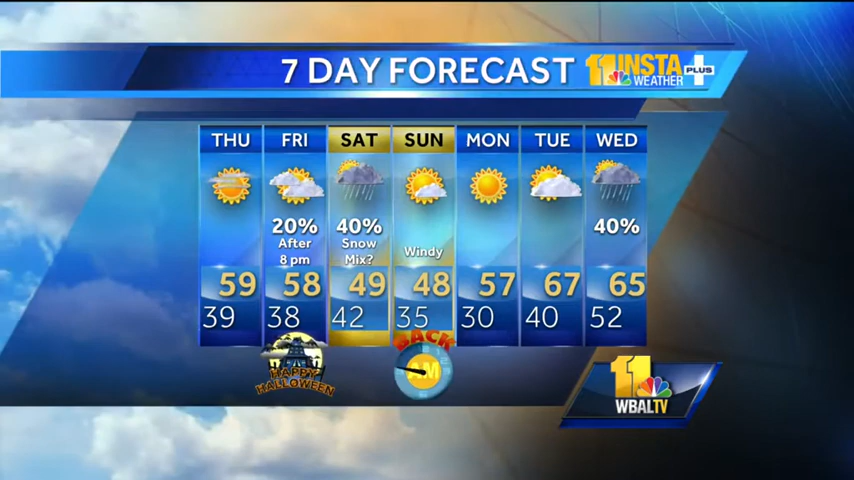 7 DAY FORECAST
11 INSTA
WEATHER
PLUS
THU FRI SAT SUN MON TUE WED
20% 40% 40%
After Snow Windy
8 pm Mix?
59 58 49 48 57 67 65
39 38 42 35 30 40 52
HAPPY
HALLOWEEN
BACK
AM
11
WBALTV